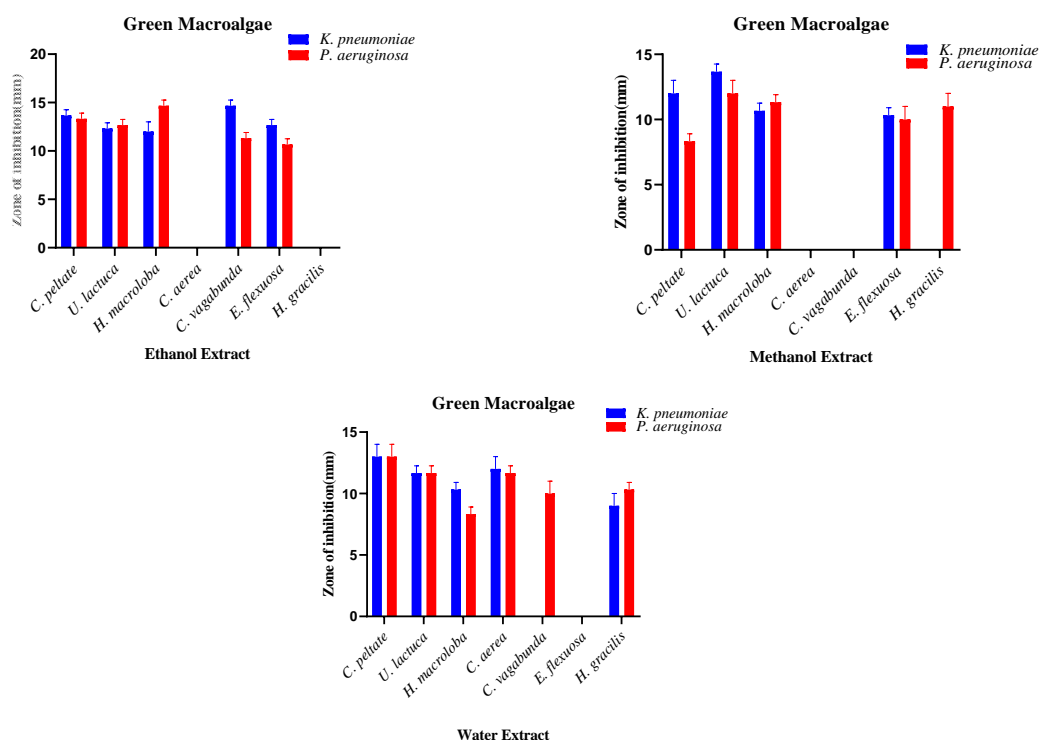 Green Macroalgae
K. pneumoniae
P. aeruginosa
20
15
10
5
0
Zone of inhibition(mm)
C. peltate
U. lactuca
H. macroloba
C. aerea
C. vagabunda
E. flexuosa
H. gracilis
Ethanol Extract
Green Macroalgae
K. pneumoniae
P. aeruginosa
15
10
5
0
Zone of inhibition(mm)
C. peltate
U. lactuca
H. macroloba
C. aerea
C. vagabunda
E. flexuosa
H. gracilis
Methanol Extract
Green Macroalgae
K. pneumoniae
P. aeruginosa
15
10
5
0
Zone of inhibition(mm)
C. peltate
U. lactuca
H. macroloba
C. aerea
C. vagabunda
E. flexuosa
H. gracilis
Water Extract